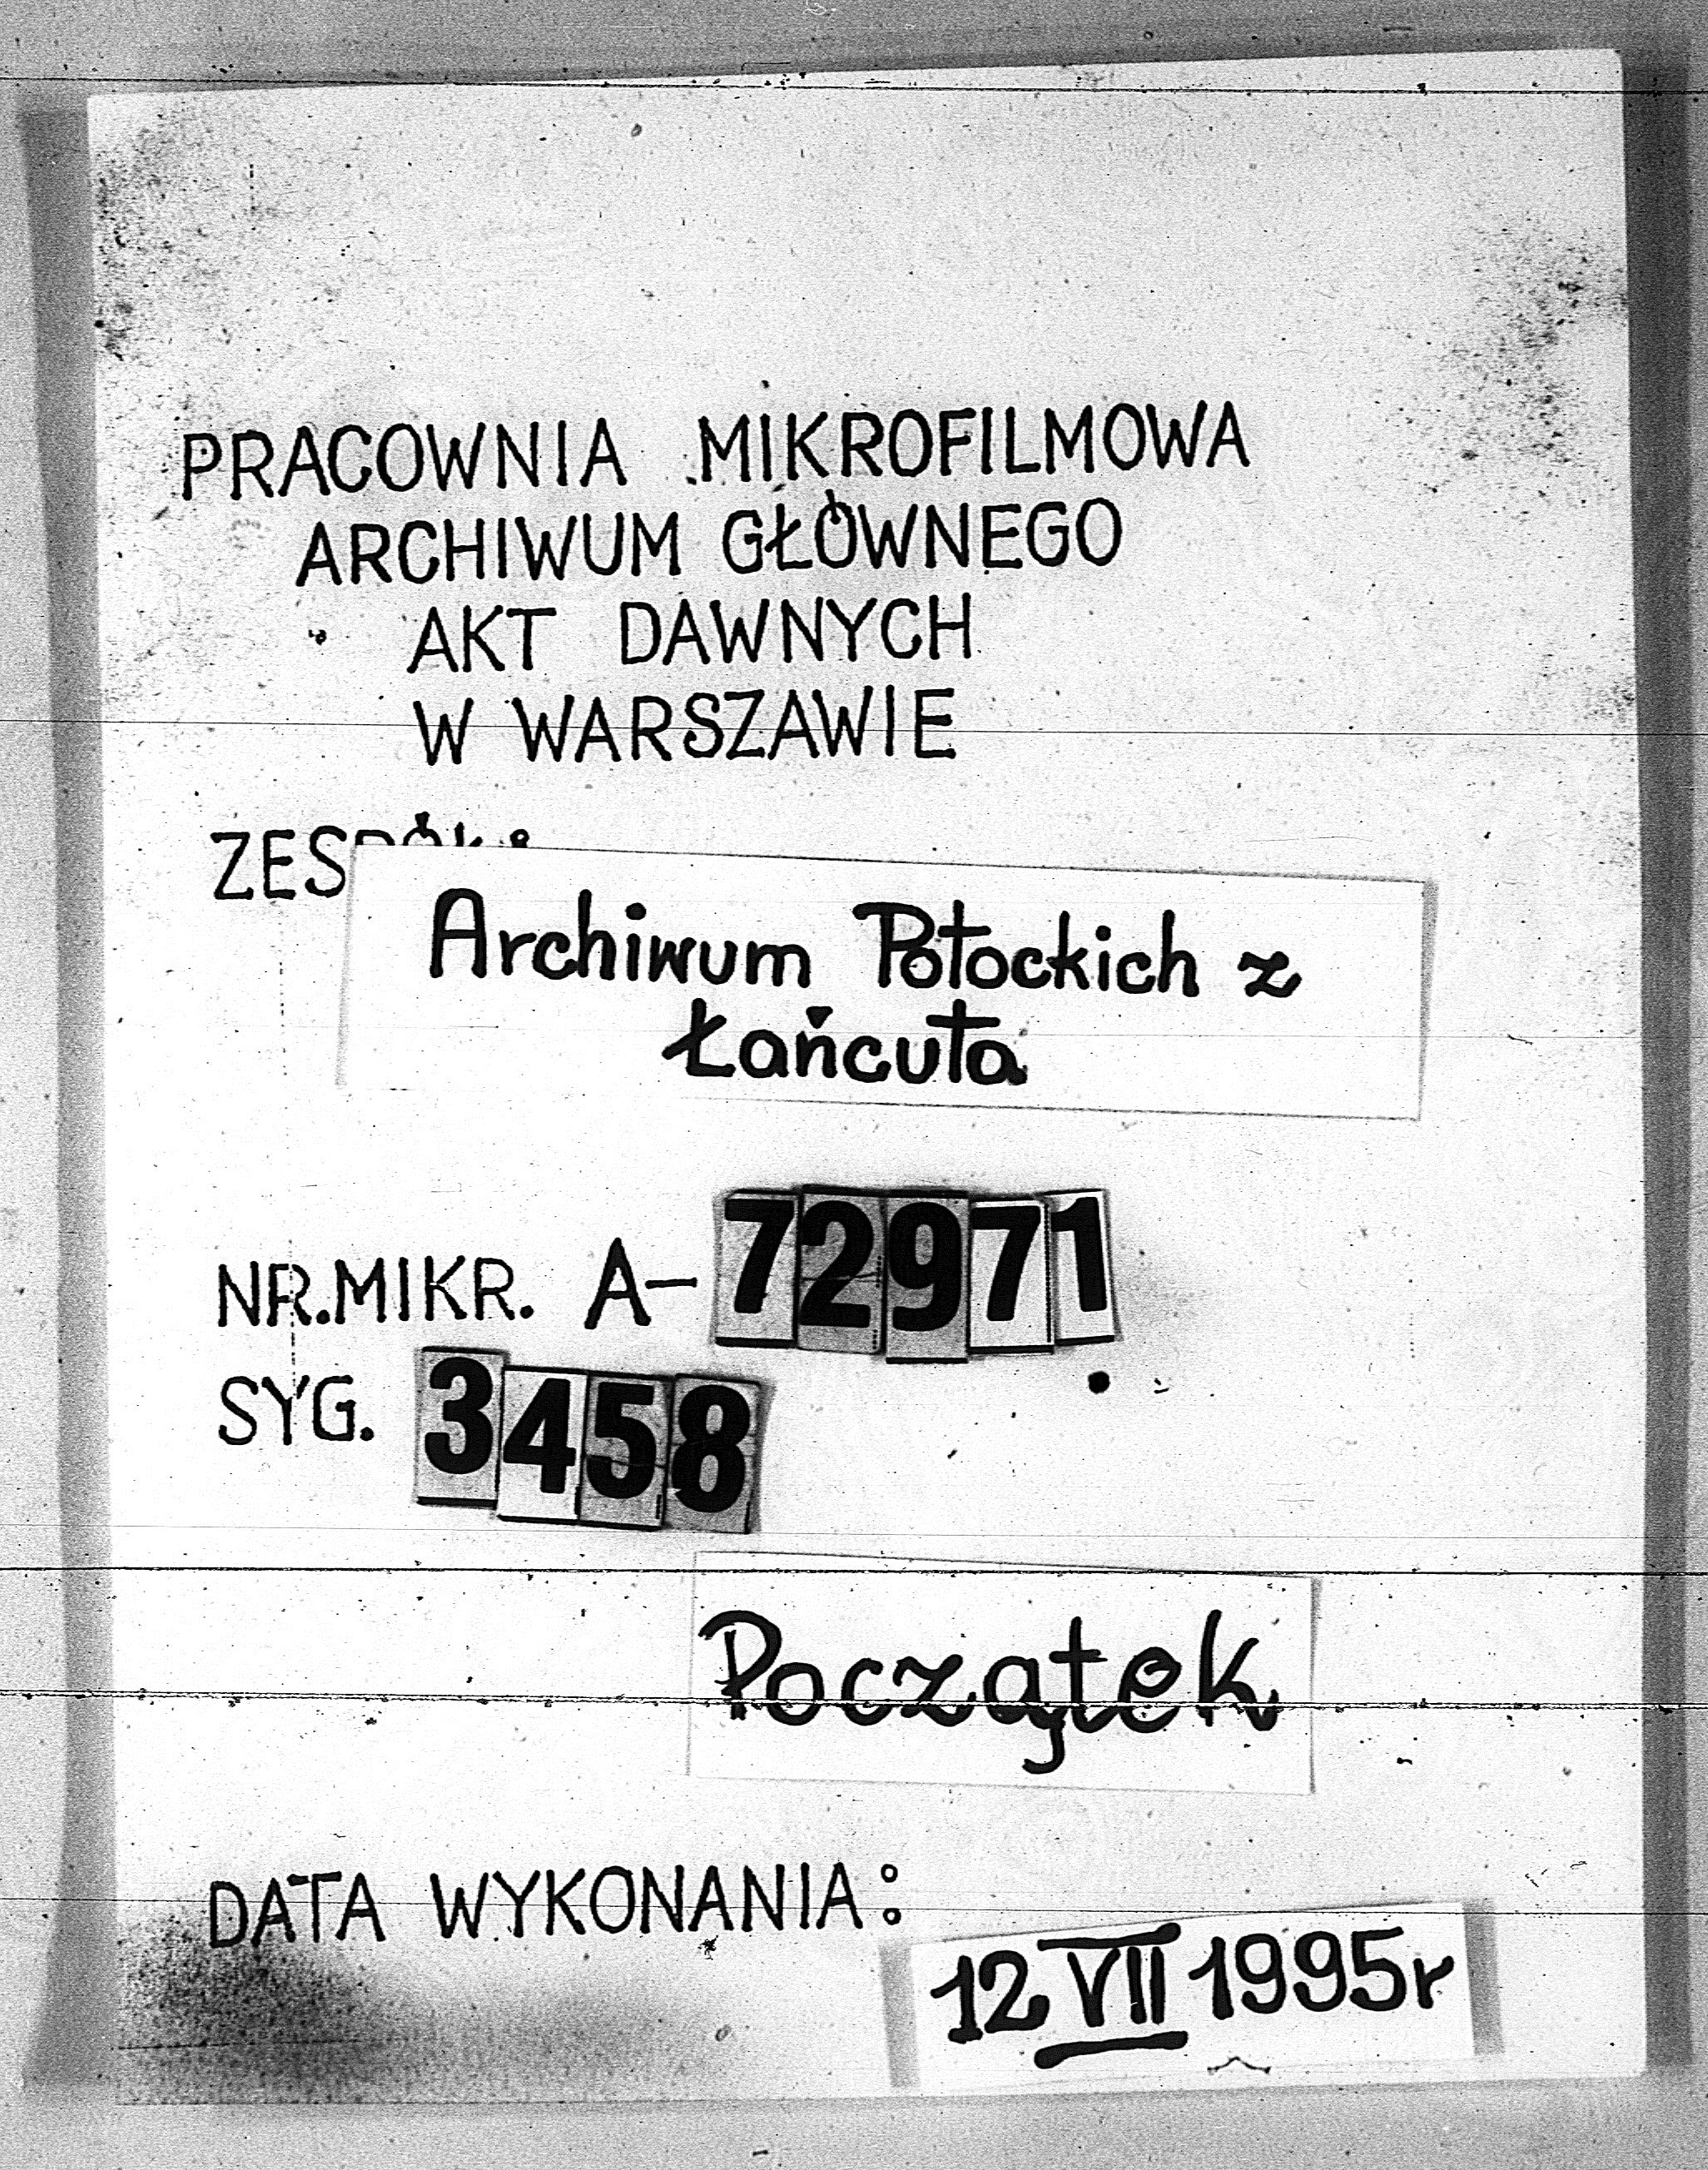 PRACOWNIA MIKROFILMOWA
ARCHIWUM GŁÓWNEGO
AKT DAWNYCH
W WARSZAWIE
ZESPÓŁ:
Archiwum Potockich z
Łańcuta
NR.MIKR. A-72971
SYG. 3458
Początek
DATA WYKONANIA:
12 VII 1995r